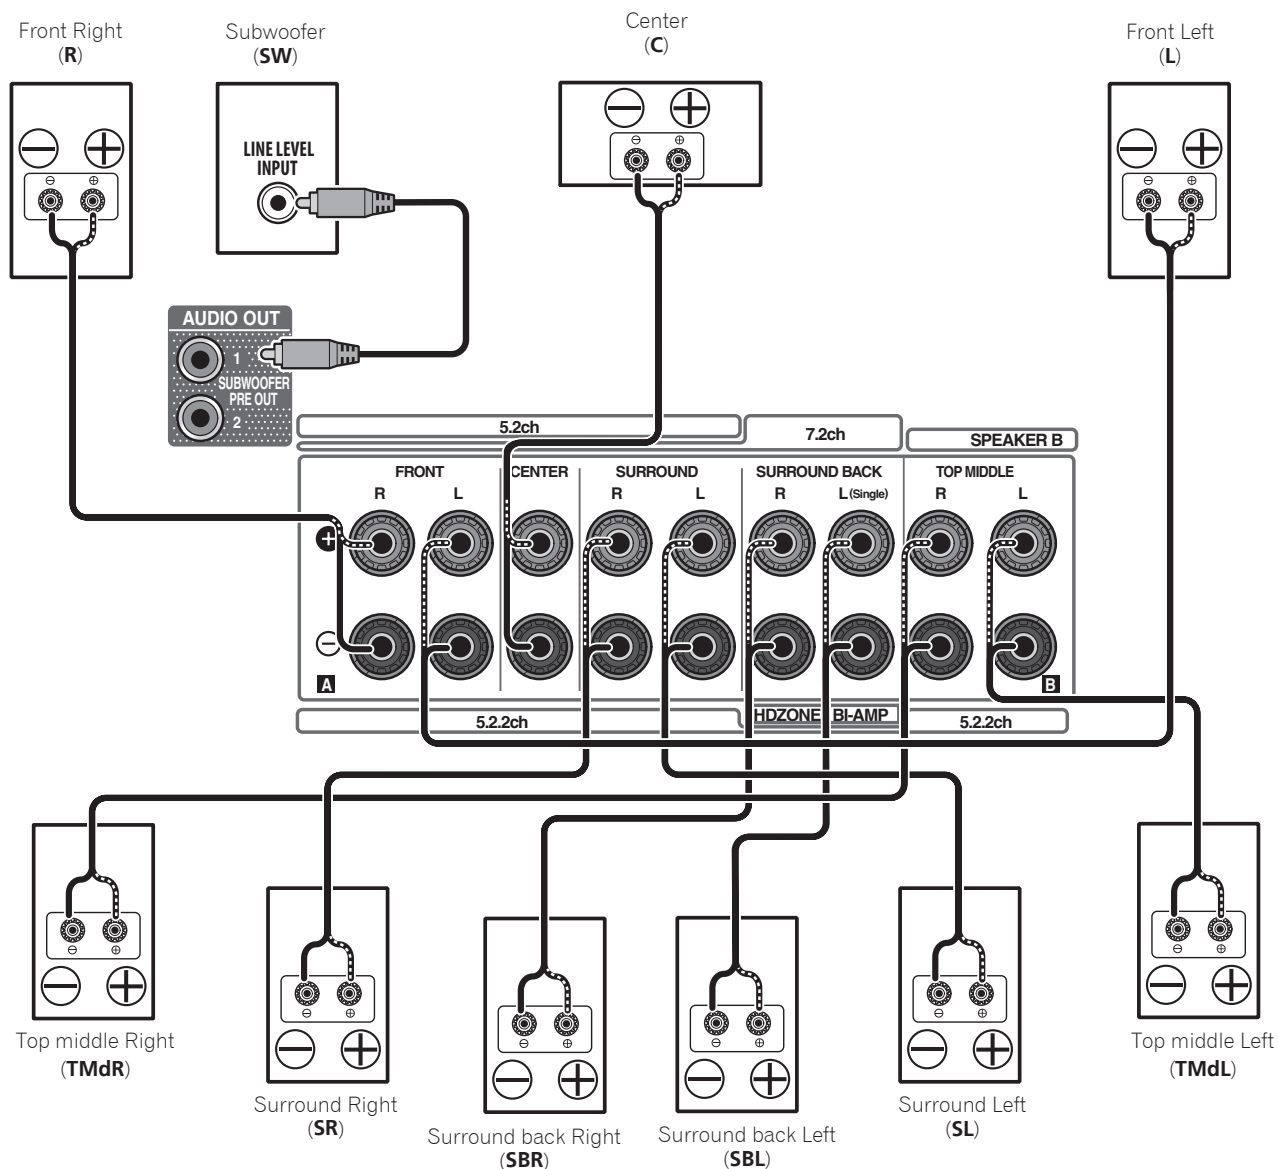 Front Right
(R)
Subwoofer
(SW)
Center
(C)
Front Left
(L)
LINE LEVEL
INPUT
AUDIO OUT
1
SUBWOOFER
PRE OUT
2
5.2ch
7.2ch
SPEAKER B
FRONT
CENTER
SURROUND
SURROUND BACK
TOP MIDDLE
R
L
R
L
R
L (Single)
R
L
A
B
5.2.2ch
HDZONE
BI-AMP
5.2.2ch
Top middle Right
(TMdR)
Surround Right
(SR)
Surround back Right
(SBR)
Surround back Left
(SBL)
Surround Left
(SL)
Top middle Left
(TMdL)